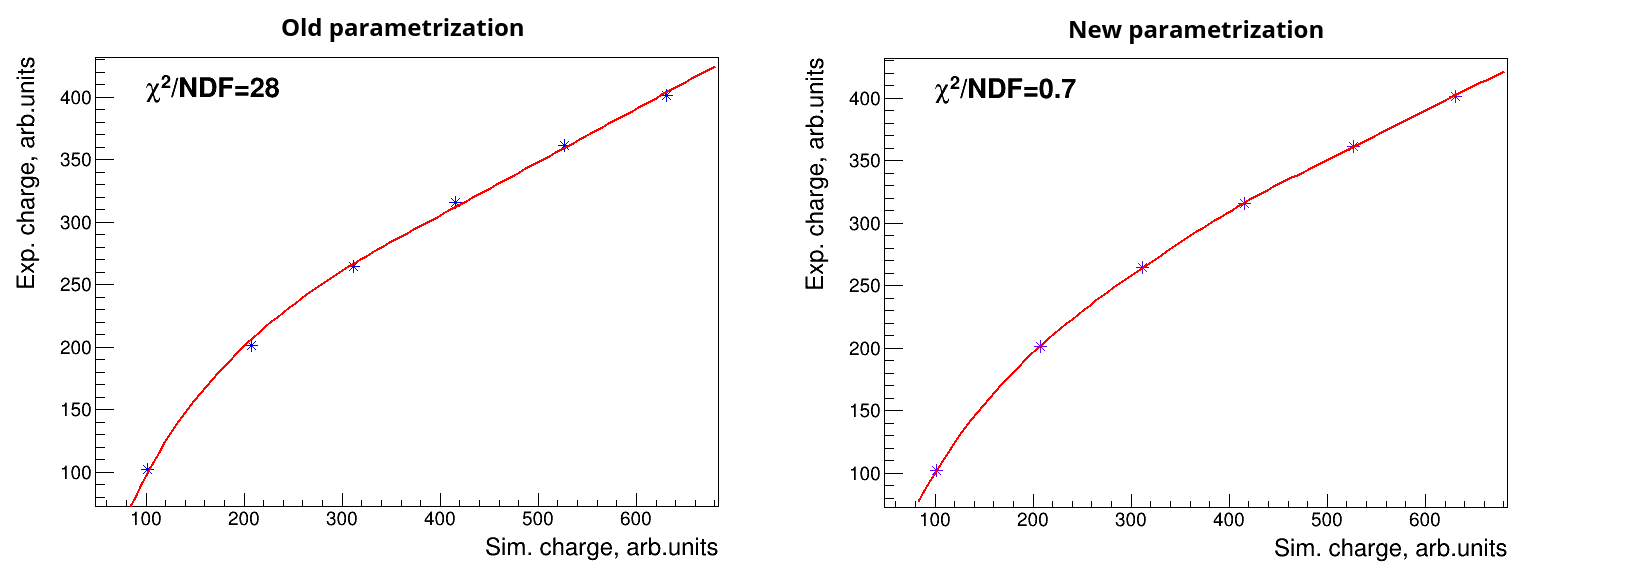 Old parametrization
χ²/NDF=28
Exp. charge, arb.units
400
350
300
250
200
150
100
100 200 300 400 500 600
Sim. charge, arb.units
New parametrization
χ²/NDF=0.7
Exp. charge, arb.units
400
350
300
250
200
150
100
100 200 300 400 500 600
Sim. charge, arb.units